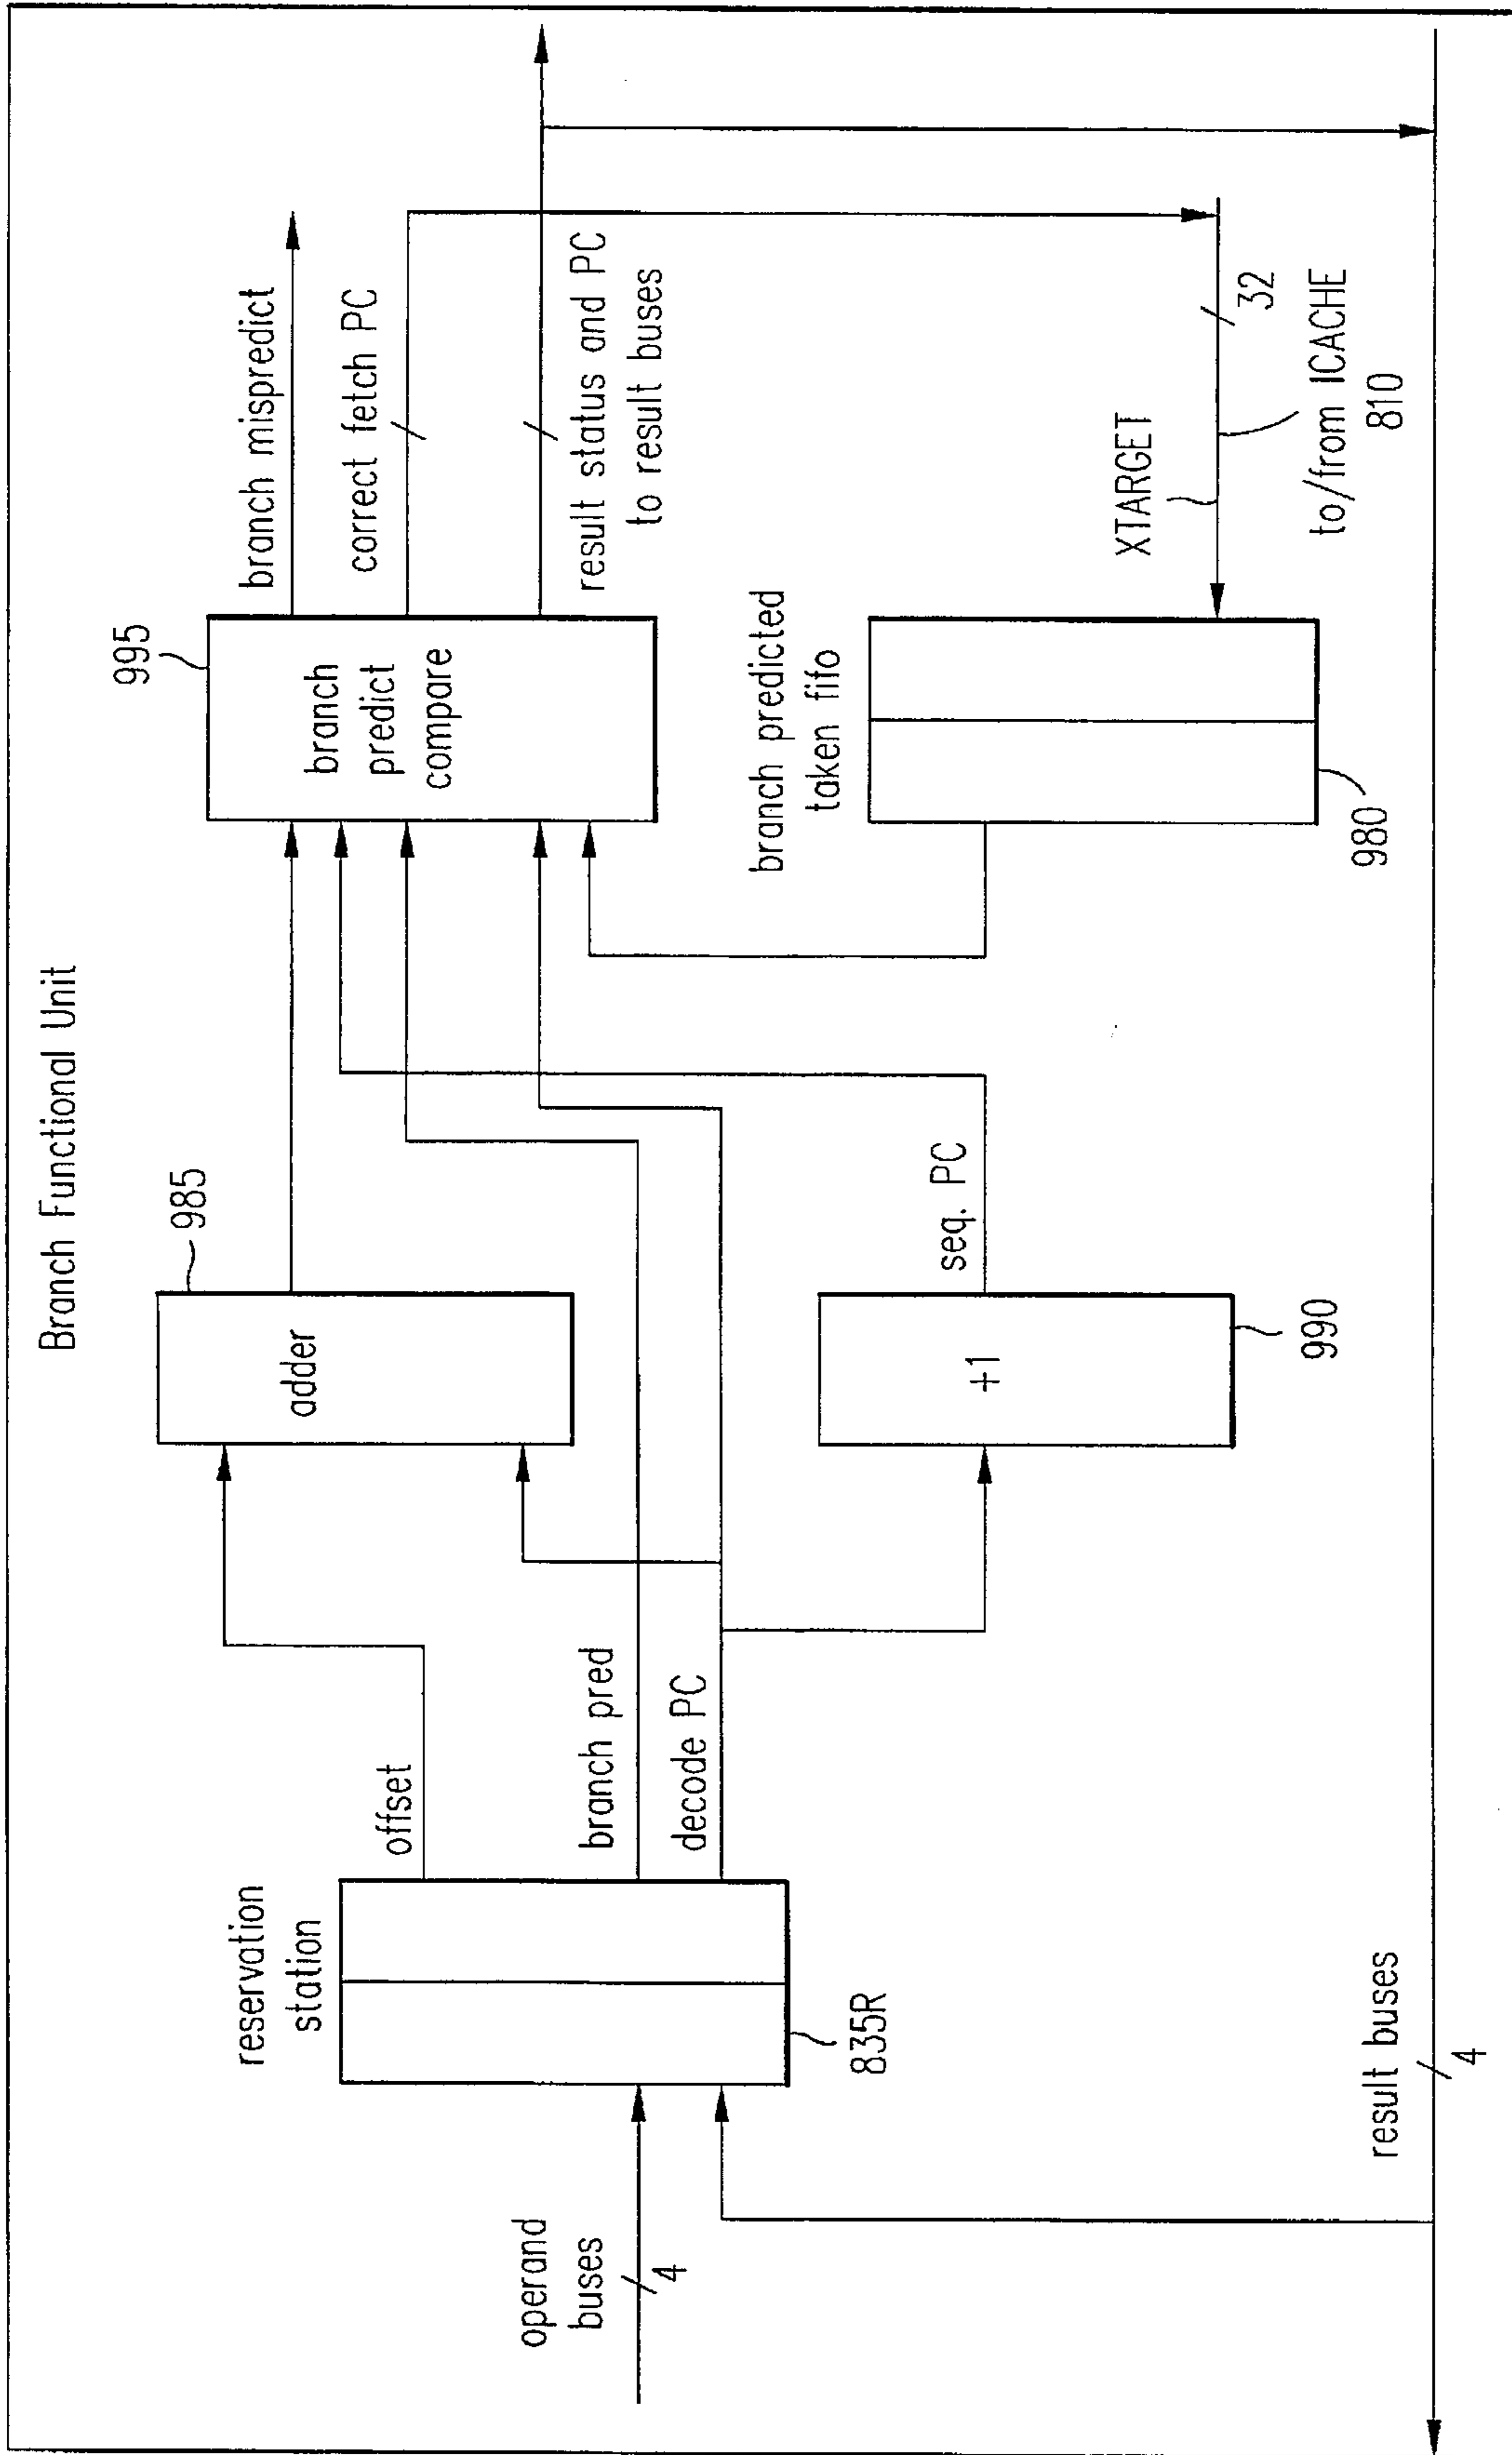 Branch Functional Unit
operand
buses
4
reservation
station
835R
offset
branch pred
decode PC
adder
985
+1
990
seq. PC
branch
predict
compare
995
branch predicted
taken fifo
980
branch mispredict
correct fetch PC
result status and PC
to result buses
XTARGET
32
to/from ICACHE
810
result buses
4